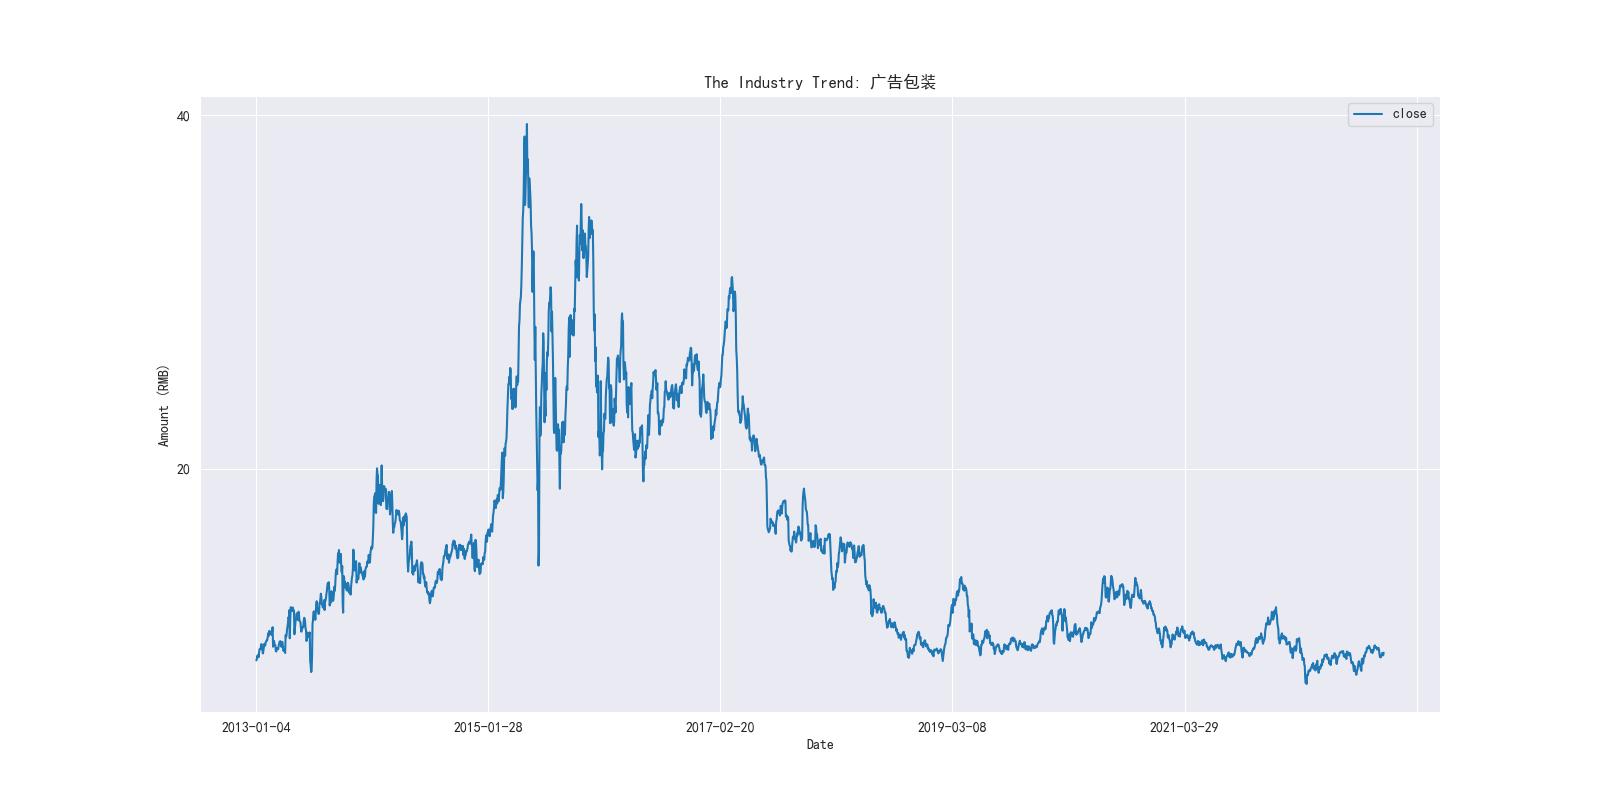 The Industry Trend: 广告包装
close
40
20
Amount (RMB)
2013-01-04
2015-01-28
2017-02-20
2019-03-08
2021-03-29
Date